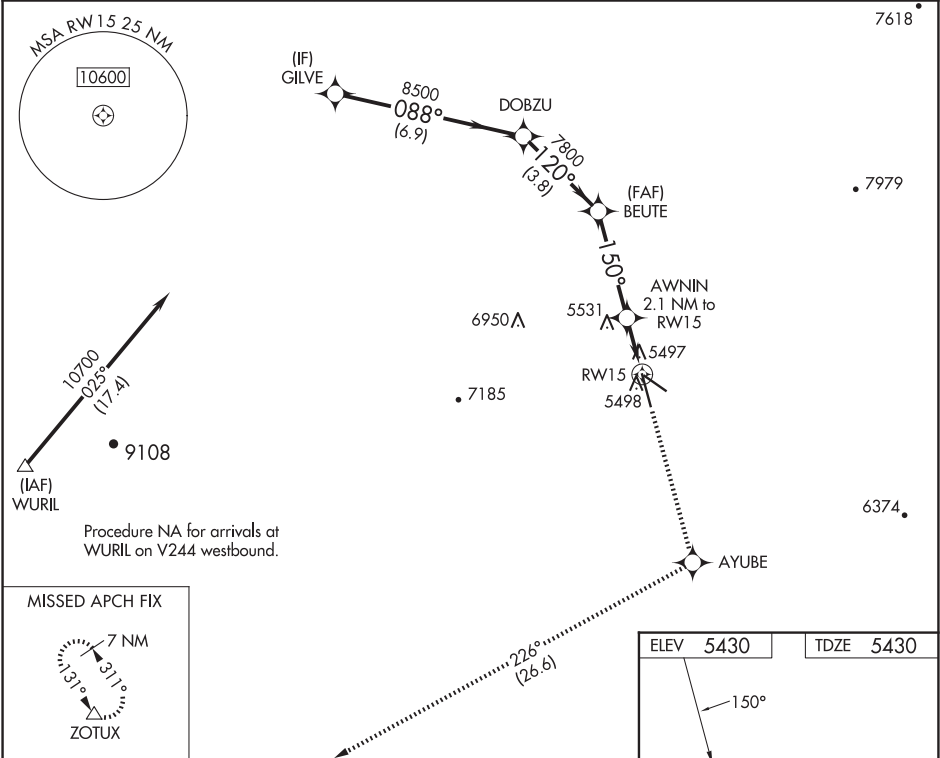 MSA RW15 25 NM
10600
7618
(IF)
GILVE
8500
088°
(6.9)
DOBZU
7800
120°
(3.8)
7979
(FAF)
BEUTE
150°
AWNIN
2.1 NM to
RW15
5531
6950
5497
RW15
5498
7185
10700
025°
(17.4)
9108
(IAF)
WURIL
6374
Procedure NA for arrivals at
WURIL on V244 westbound.
AYUBE
MISSED APCH FIX
7 NM
311°
131°
ZOTUX
226°
(26.6)
ELEV 5430
TDZE 5430
150°